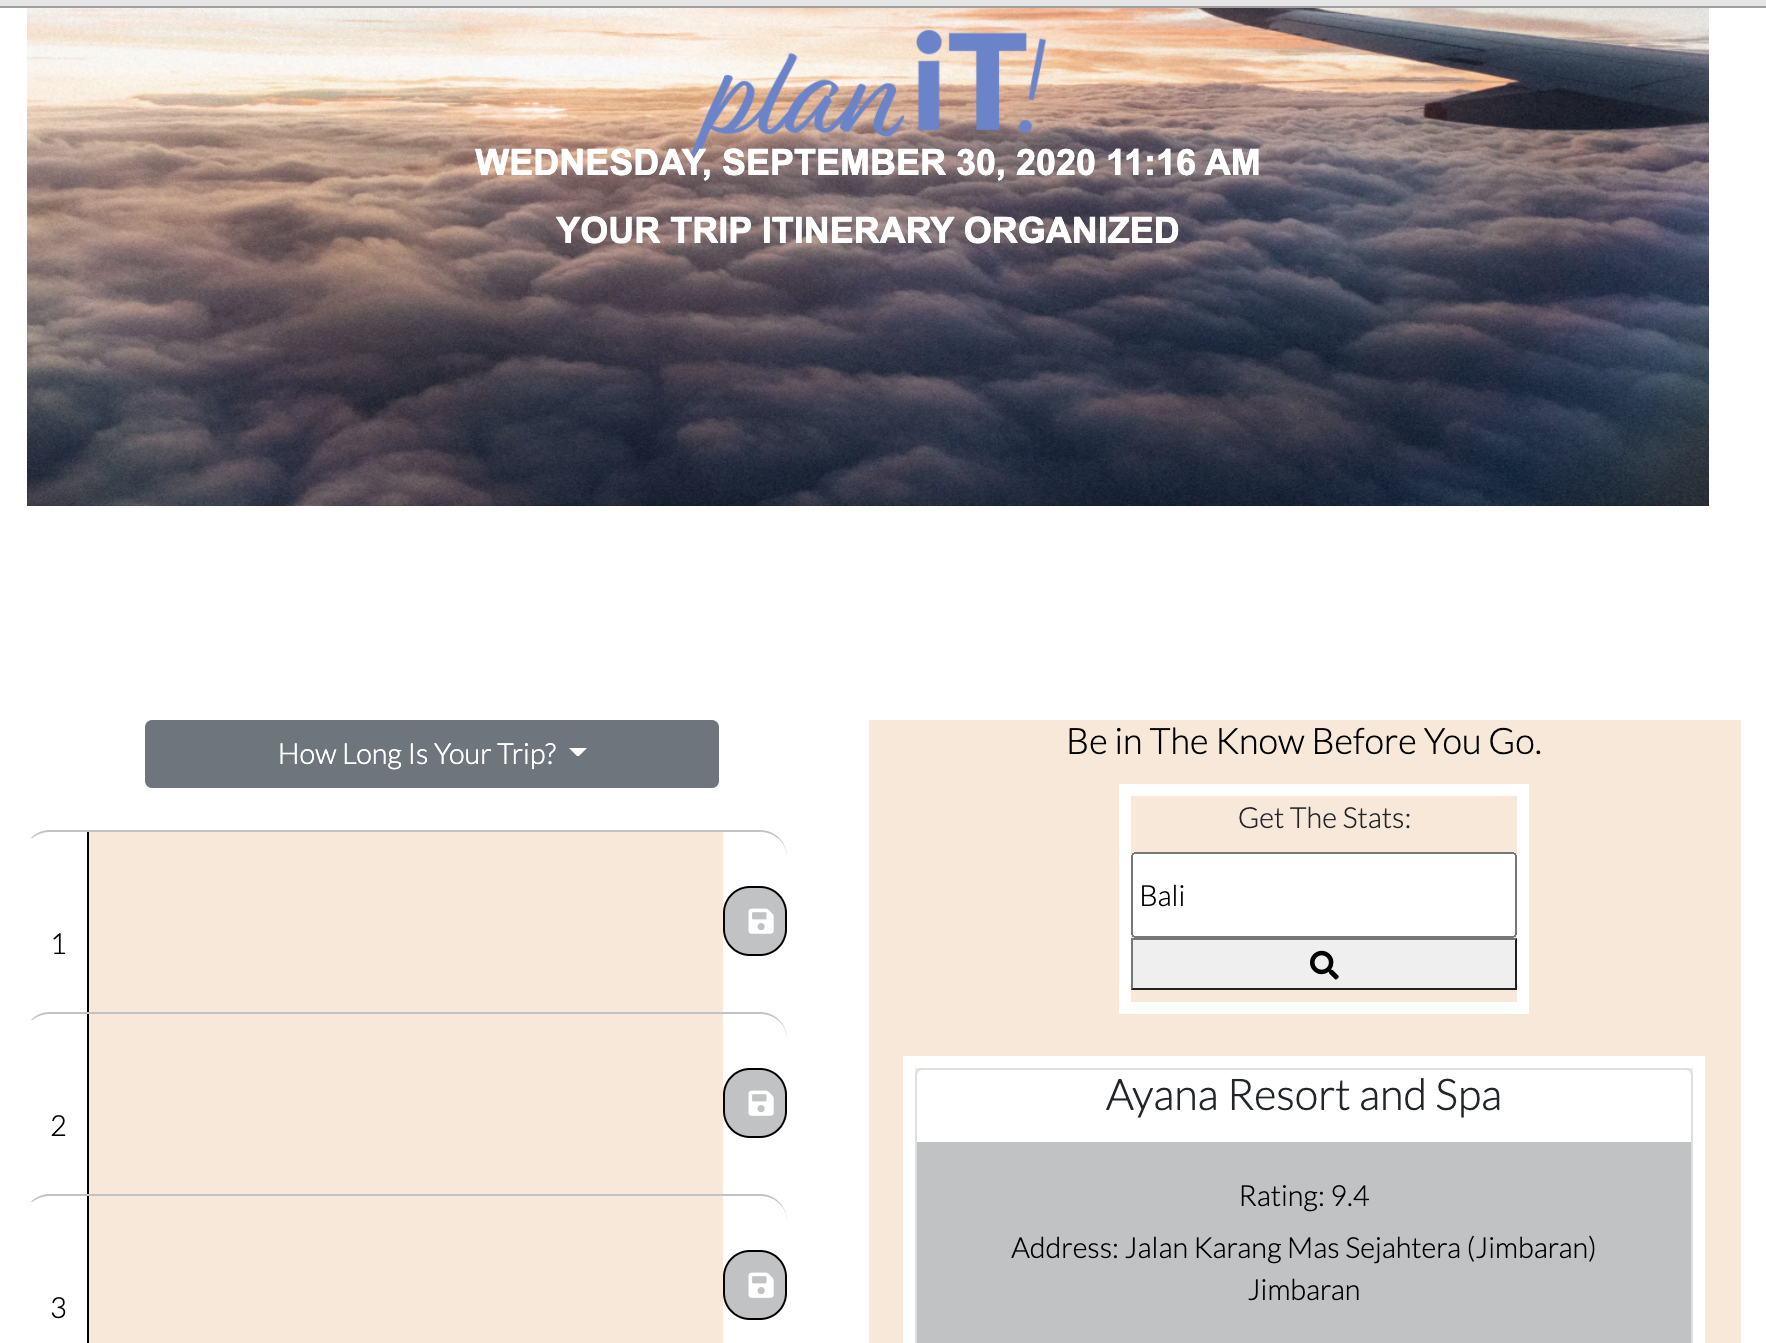 plan iT!
WEDNESDAY, SEPTEMBER 30, 2020 11:16 AM
YOUR TRIP ITINERARY ORGANIZED
How Long Is Your Trip?
1
2
3
Be in The Know Before You Go.
Get The Stats:
Bali
Ayana Resort and Spa
Rating: 9.4
Address: Jalan Karang Mas Sejahtera (Jimbaran)
Jimbaran